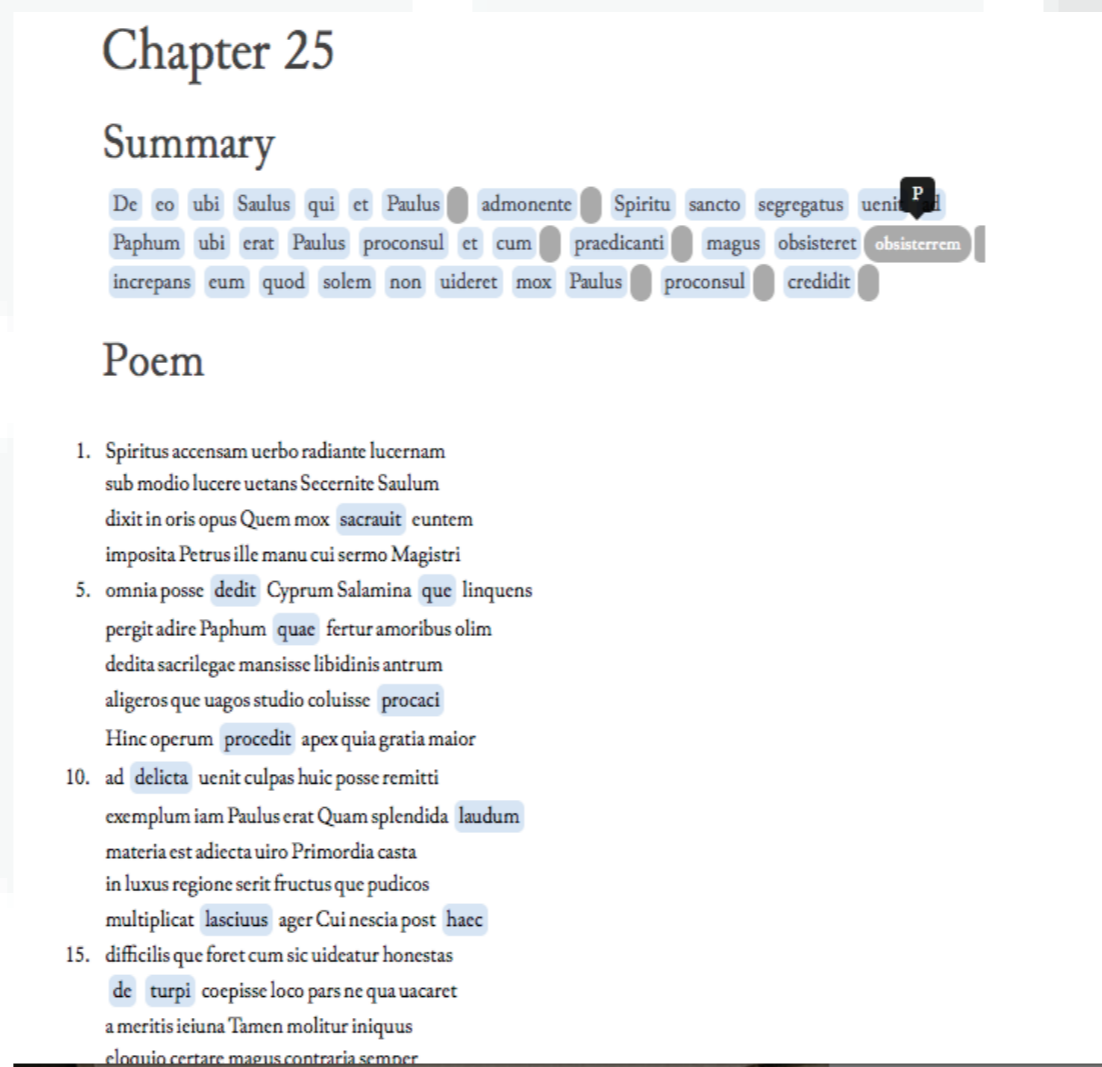 Chapter 25
Summary
P
De eo ubi Saulus qui et Paulus admonente Spiritu sancto segregatus uenit ad
Paphum ubi erat Paulus proconsul et cum praedicanti magus obsisteret obsisterrem
increpans eum quod solem non uideret mox Paulus proconsul credidit
Poem
1. Spiritus accensam uerbo radiante lucernam
sub modio lucere uetans Secernite Saulum
dixit in oris opus Quem mox sacrauit euntem
imposita Petrus ille manu cui sermo Magistri
5. omnia posse dedit Cyprum Salamina que linquens
pergit adire Paphum quae fertur amoribus olim
dedita sacrilegae mansisse libidinis antrum
aligeros que uagos studio coluisse procaci
Hinc operum procedit apex quia gratia maior
10. ad delicta uenit culpas huic posse remitti
exemplum iam Paulus erat Quam splendida laudum
materia est adiecta uiro Primordia casta
in luxus regione serit fructus que pudicos
multiplicat lasciuus ager Cui nescia post haec
15. difficilis que foret cum sic uideatur honestas
de turpi coepisse loco pars ne qua uacaret
a meritis ieiuna Tamen molitur iniquus
eloquio certare magus contraria semper